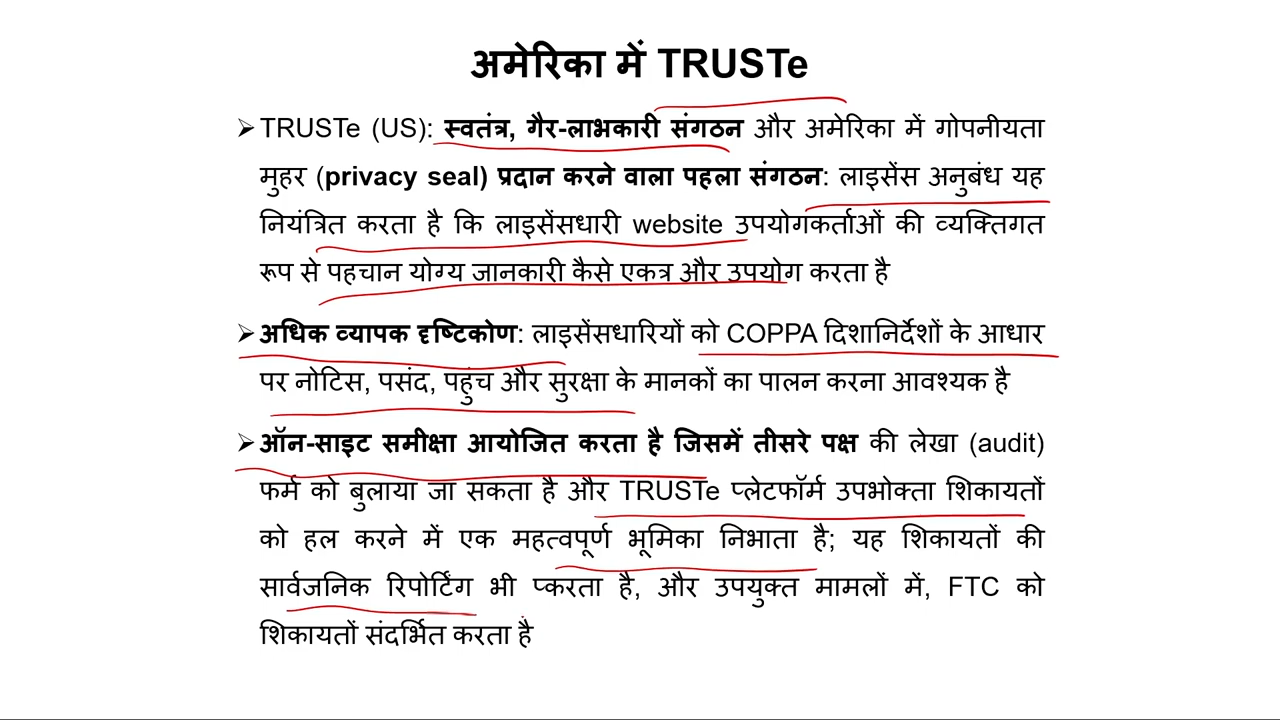 अमेरिका में TRUSTe
➢TRUSTe (US): स्वतंत्र, गैर-लाभकारी संगठन और अमेरिका में गोपनीयता
मुहर (privacy seal) प्रदान करने वाला पहला संगठन: लाइसेंस अनुबंध यह
नियंत्रित करता है कि लाइसेंसधारी website उपयोगकर्ताओं की व्यक्तिगत
रूप से पहचान योग्य जानकारी कैसे एकत्र और उपयोग करता है
➢अधिक व्यापक दृष्टिकोण: लाइसेंसधारियों को COPPA दिशानिर्देशों के आधार
पर नोटिस, पसंद, पहुंच और सुरक्षा के मानकों का पालन करना आवश्यक है
➢ऑन-साइट समीक्षा आयोजित करता है जिसमें तीसरे पक्ष की लेखा (audit)
फर्म को बुलाया जा सकता है और TRUSTe प्लेटफॉर्म उपभोक्ता शिकायतों
को हल करने में एक महत्वपूर्ण भूमिका निभाता है; यह शिकायतों की
सार्वजनिक रिपोर्टिंग भी प्करता है, और उपयुक्त मामलों में, FTC को
शिकायतों संदर्भित करता है